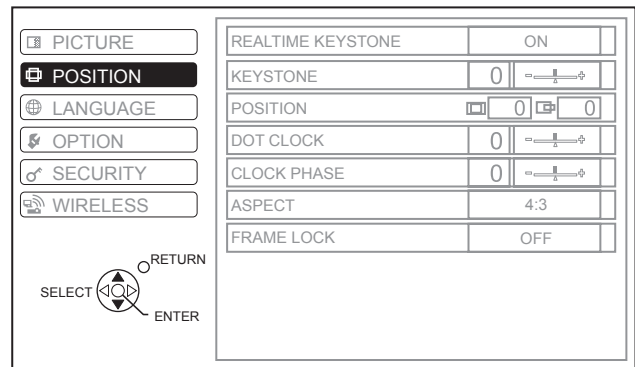 PICTURE
POSITION
LANGUAGE
OPTION
SECURITY
WIRELESS
RETURN
SELECT
ENTER
REALTIME KEYSTONE ON
KEYSTONE 0
POSITION 0 0
DOT CLOCK 0
CLOCK PHASE 0
ASPECT 4:3
FRAME LOCK OFF